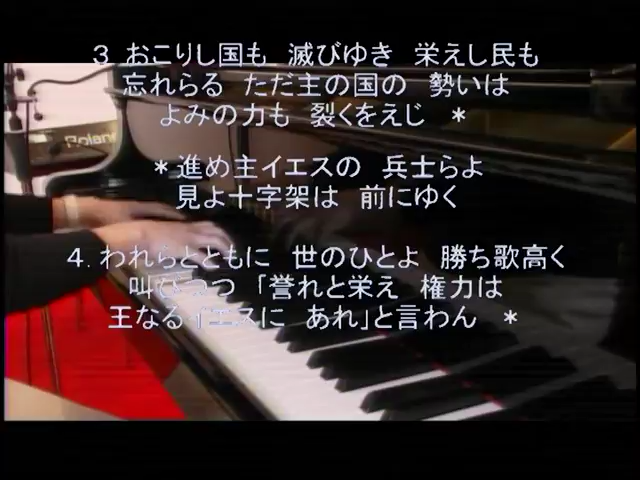 3 おこりし国も 滅びゆき 栄えし民も
忘れらる ただ主の国の 勢いは
よみの力も 裂くをえじ *
*進め主イエスの 兵士らよ
見よ十字架は 前にゆく
4.われらとともに 世のひとよ 勝ち歌高く
叫びつつ 「誉れと栄え 権力は
王なるイエスに あれ」と言わん *
Roland